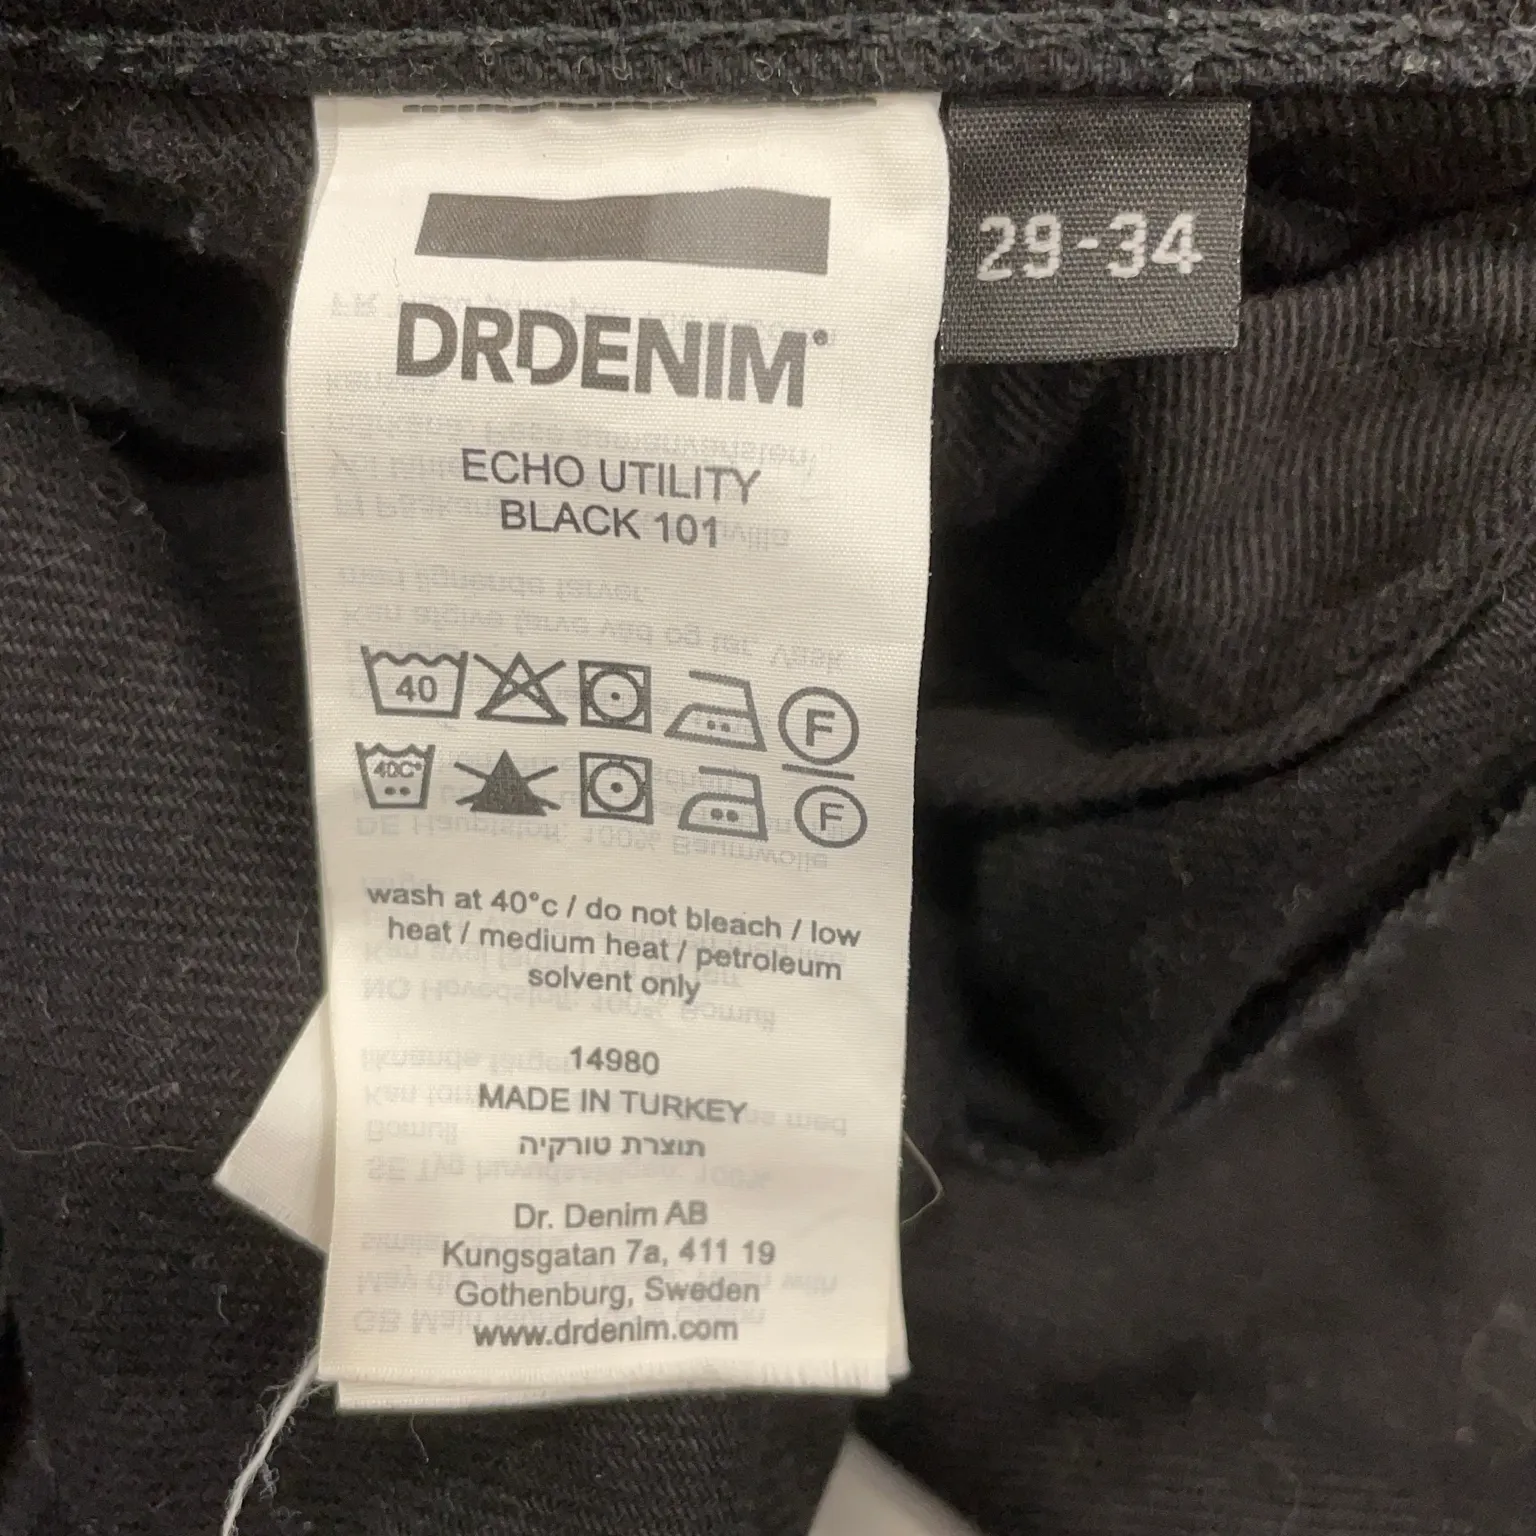 DRDENIM
29-34
ECHO UTILITY
BLACK 101
40
F
40C°
F
wash at 40°c / do not bleach / low
heat / medium heat / petroleum
solvent only
14980
MADE IN TURKEY
תוצרת טורקיה
Dr. Denim AB
Kungsgatan 7a, 411 19
Gothenburg, Sweden
www.drdenim.com